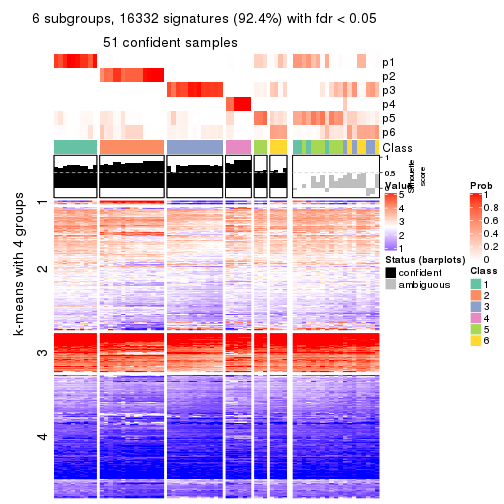 6 subgroups, 16332 signatures (92.4%) with fdr < 0.05
51 confident samples
p1
p2
p3
p4
p5
p6
Class
1
0.5
0
Silhouette
score
k-means with 4 groups
1
2
3
4
Value
5
4
3
2
1
Status (barplots)
confident
ambiguous
Prob
1
0.8
0.6
0.4
0.2
0
Class
1
2
3
4
5
6